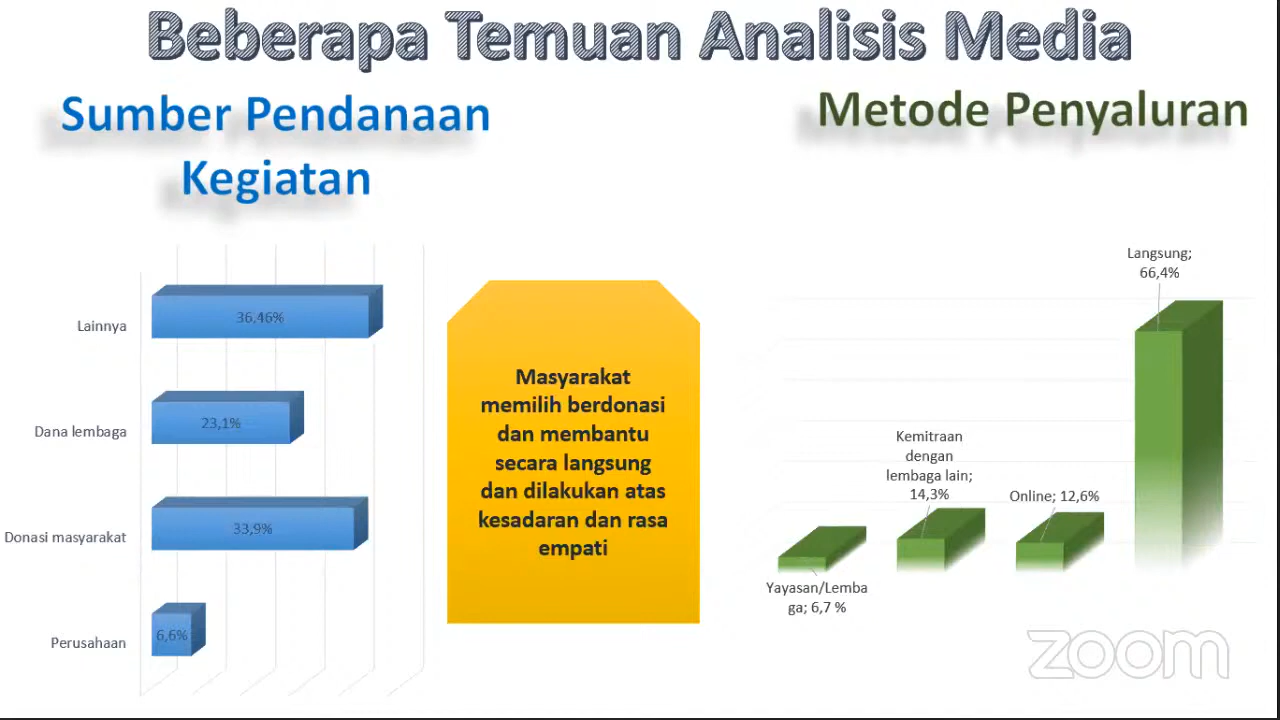 Beberapa Temuan Analisis Media
Sumber Pendanaan
Kegiatan
Lainnya
36,46%
Dana lembaga
23,1%
Donasi masyarakat
33,9%
Perusahaan
6,6%
Masyarakat
memilih berdonasi
dan membantu
secara langsung
dan dilakukan atas
kesadaran dan rasa
empati
Metode Penyaluran
Langsung;
66,4%
Kemitraan
dengan
lembaga lain;
14,3%
Online; 12,6%
Yayasan/Lemba
ga; 6,7 %
zoom